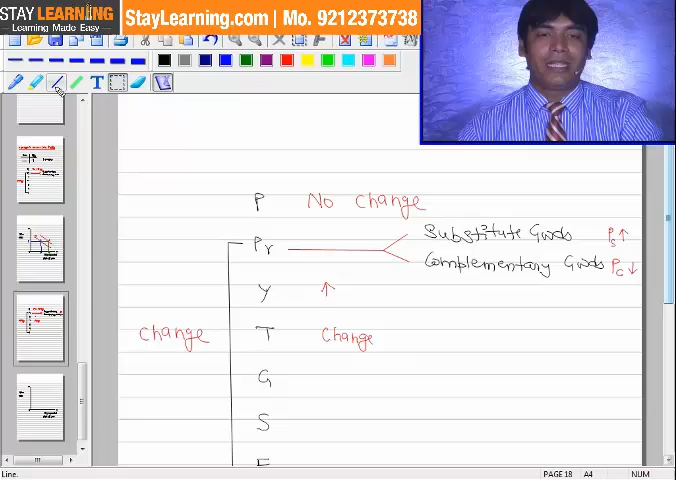 STAY LEARNING
Learning Made Easy
StayLearning.com | Mo. 9212373738
P No Change
Pr Substitute Goods Ps↑
Complementary Goods Pc↓
Y ↑
Change T Change
G
S
Line.
PAGE 18 A4 NUM